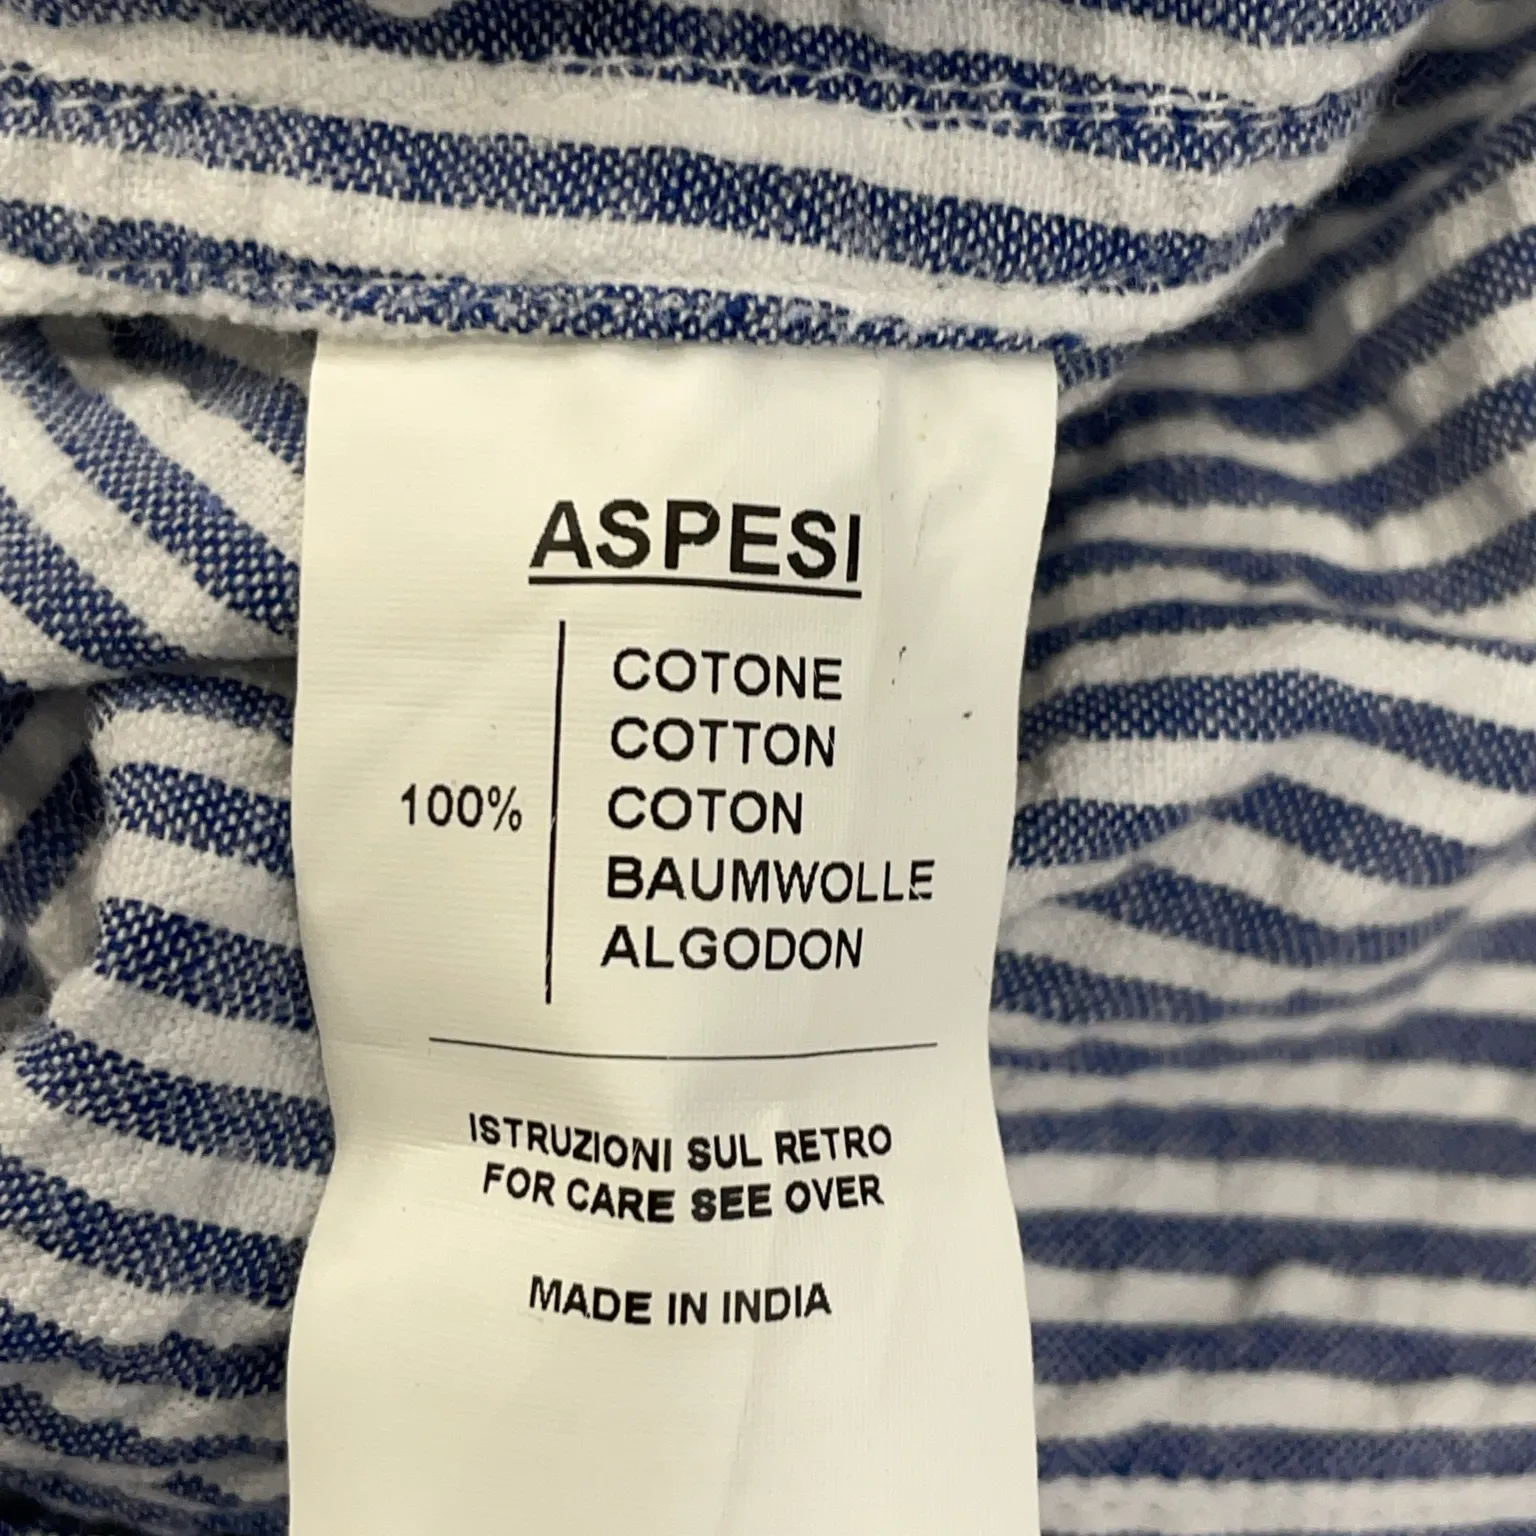 ASPESI
COTONE
COTTON
100% COTON
BAUMWOLLE
ALGODON
ISTRUZIONI SUL RETRO
FOR CARE SEE OVER
MADE IN INDIA